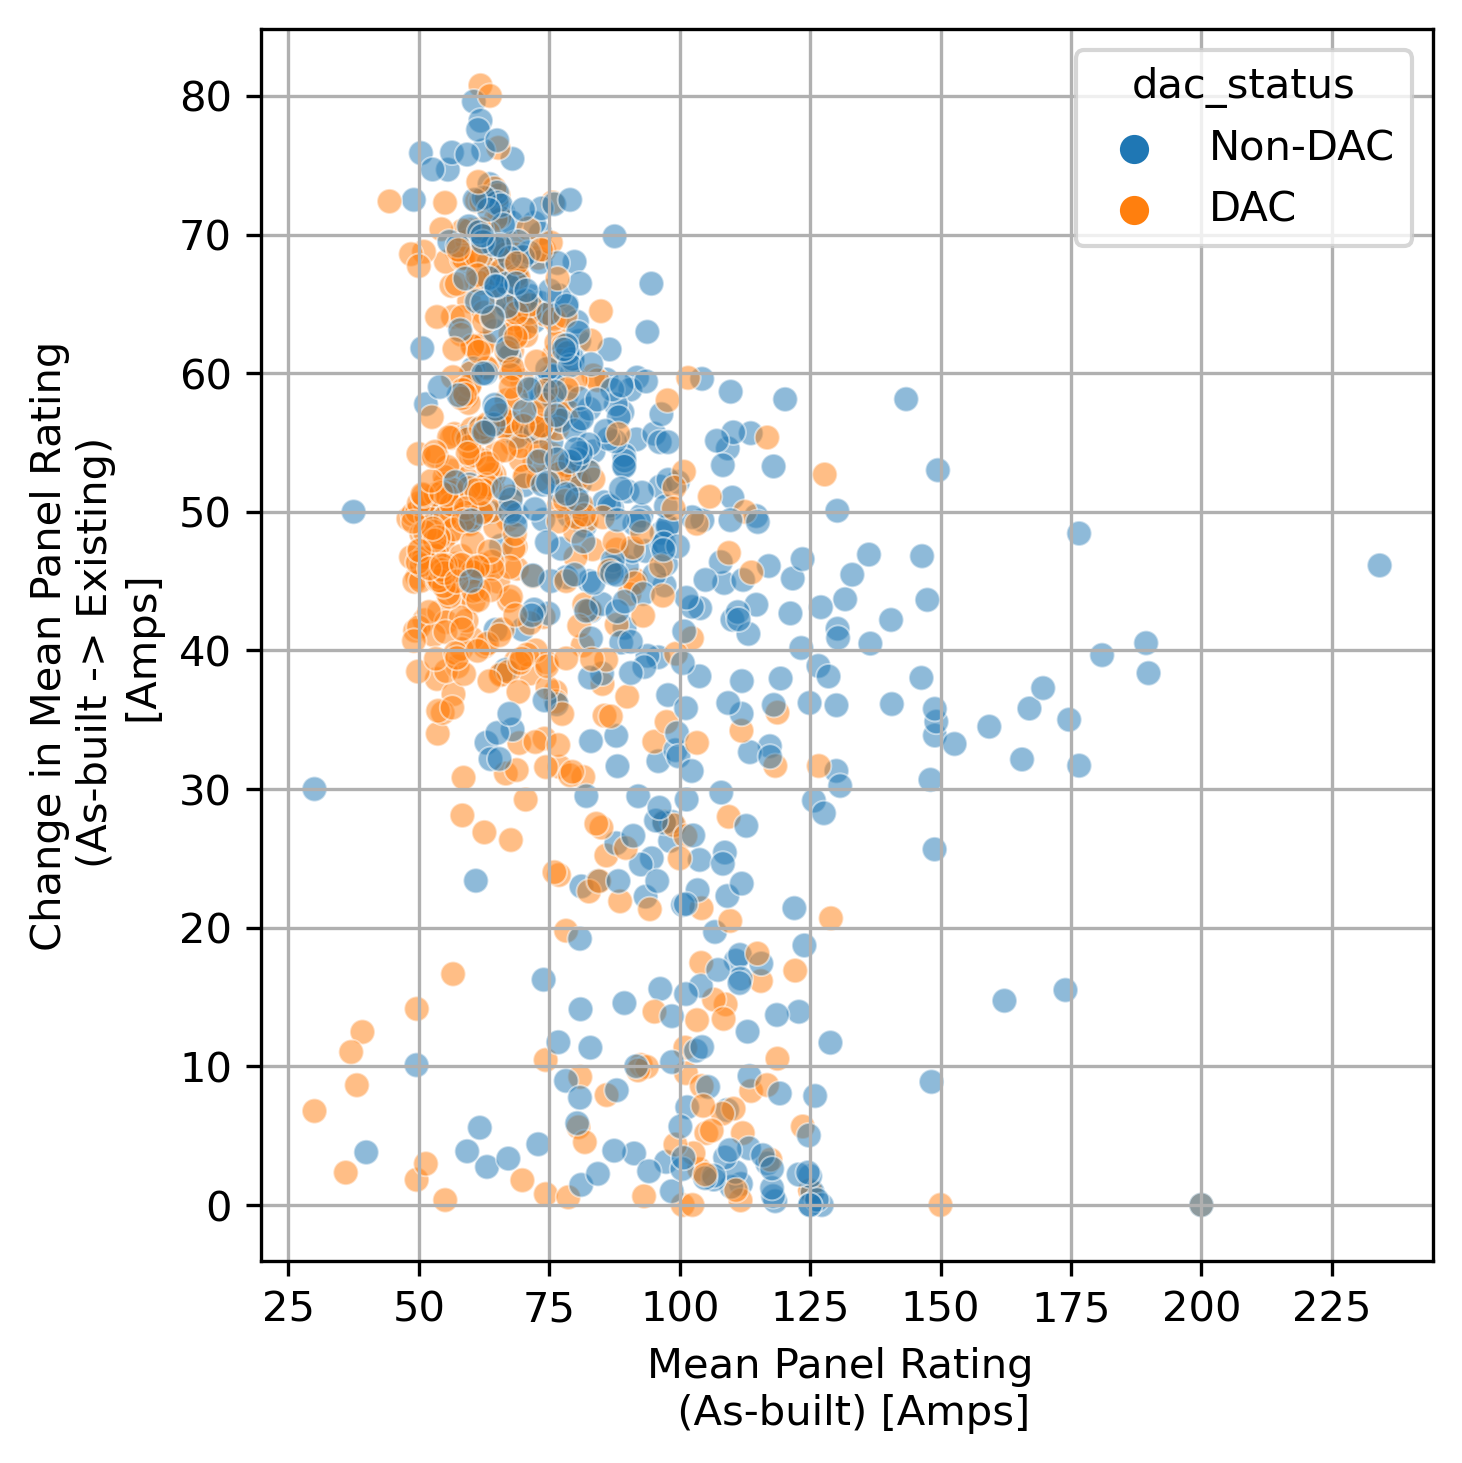 dac_status
Non-DAC
DAC
80
70
60
50
40
30
20
10
0
Change in Mean Panel Rating
(As-built -> Existing)
[Amps]
25 50 75 100 125 150 175 200 225
Mean Panel Rating
(As-built) [Amps]